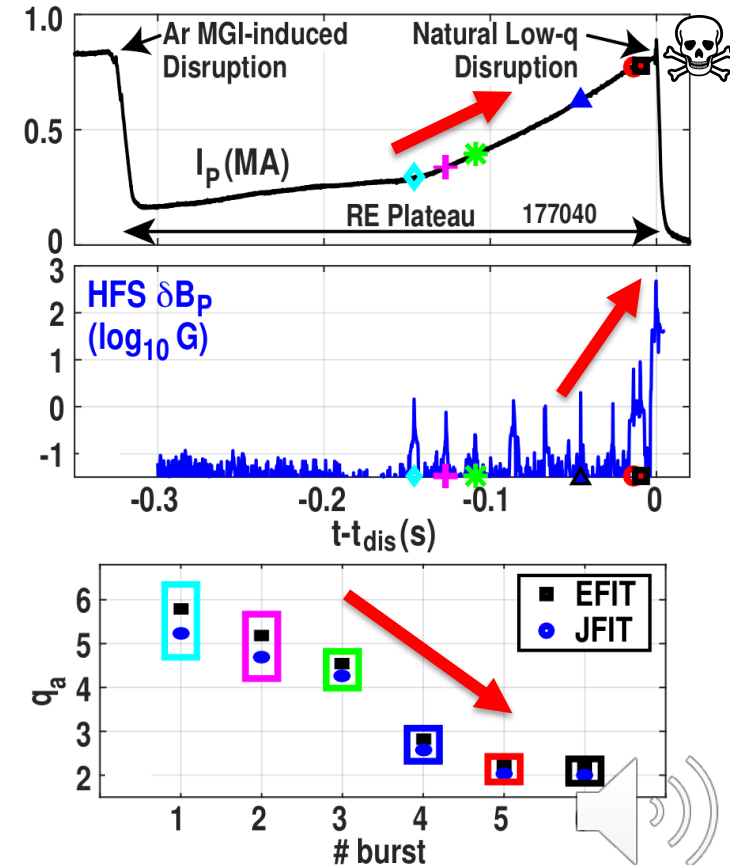 1.0
Ar MGI-induced
Disruption
Natural Low-q
Disruption
0.5
I_P(MA)
RE Plateau 177040
0
3
HFS δB_P
(log₁₀ G)
2
1
0
-1
-0.3 -0.2 -0.1 0
t-t_dis(s)
EFIT
JFIT
6
5
4
3
2
q_a
1 2 3 4 5
# burst